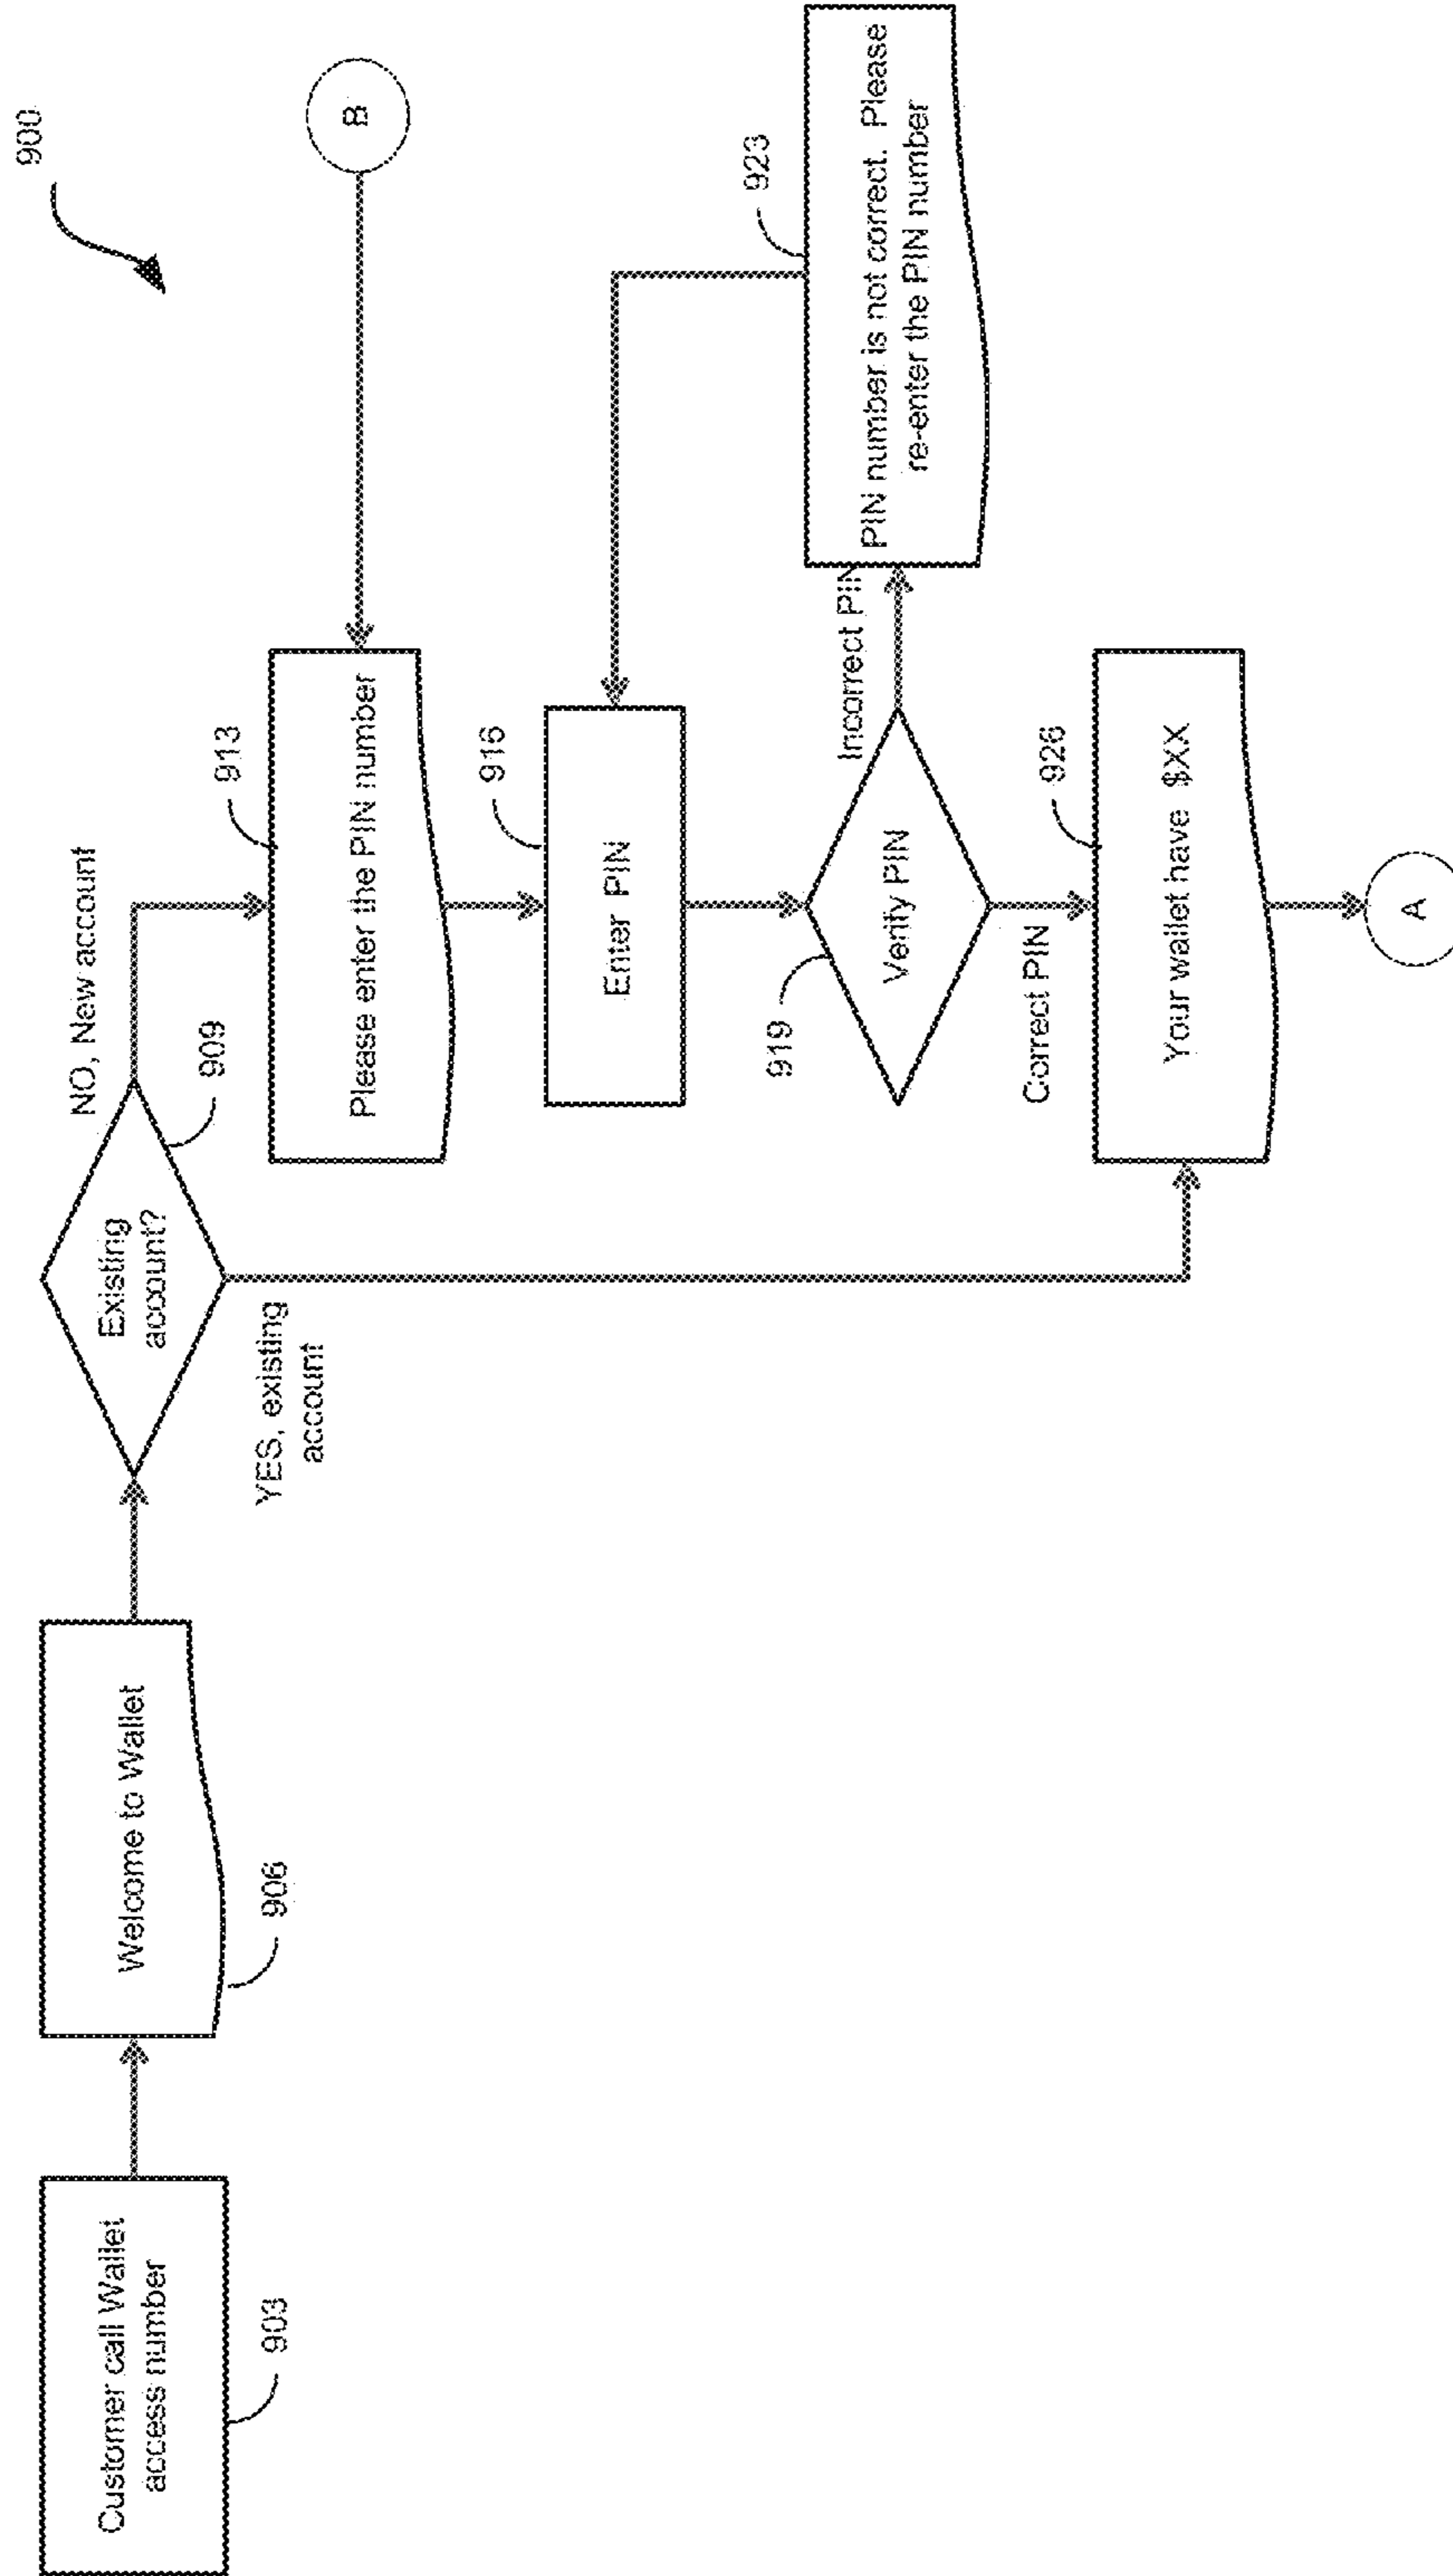 900
Customer call Wallet
access number
903
Welcome to Wallet
906
Existing
account?
909
NO, New account
YES, existing
account
B
Please enter the PIN number
913
Enter PIN
916
Verify PIN
919
Incorrect PIN
PIN number is not correct. Please
re-enter the PIN number
923
Correct PIN
Your wallet have $XX
926
A